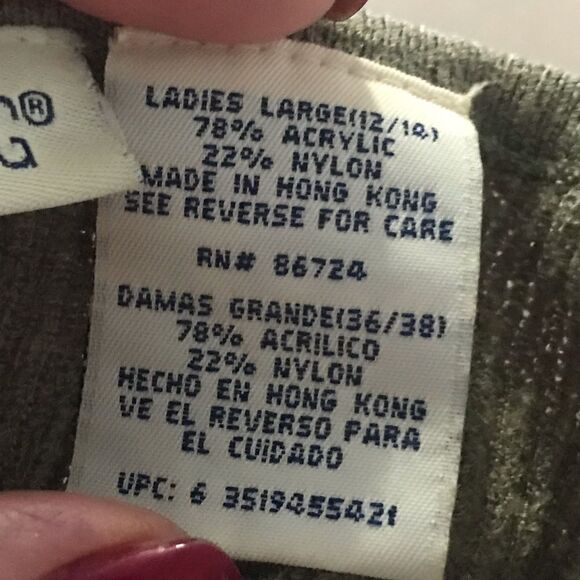 LADIES LARGE(12/14)
78% ACRYLIC
22% NYLON
MADE IN HONG KONG
SEE REVERSE FOR CARE
RN# 86724
DAMAS GRANDE(36/38)
78% ACRILICO
22% NYLON
HECHO EN HONG KONG
VE EL REVERSO PARA
EL CUIDADO
UPC: 6 3519455421